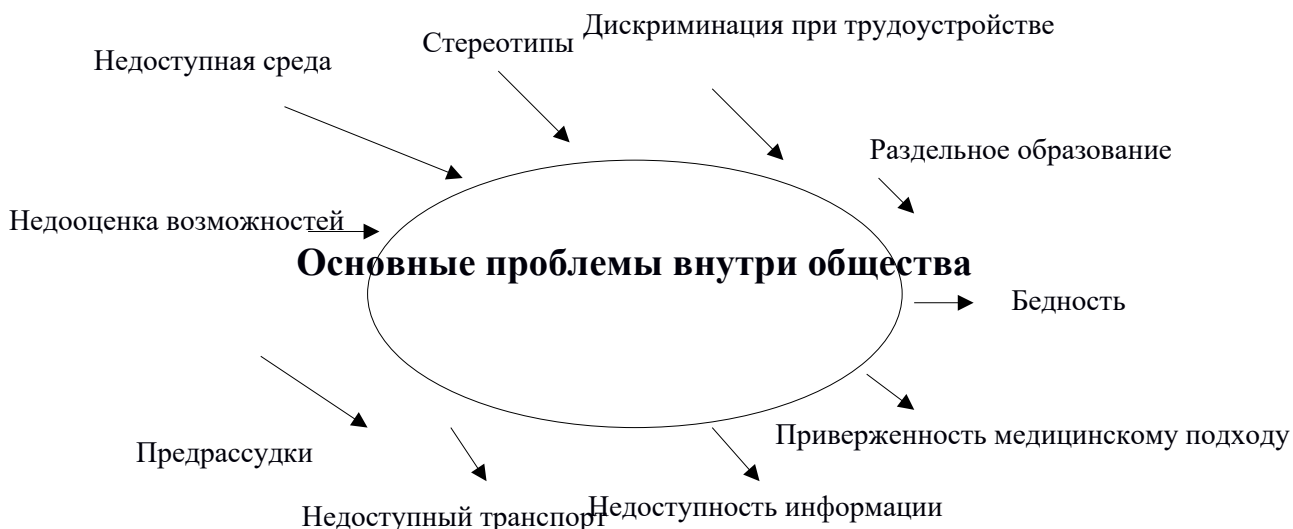 Дискриминация при трудоустройстве
Стереотипы
Недоступная среда
Раздельное образование
Недооценка возможностей
Основные проблемы внутри общества
Бедность
Приверженность медицинскому подходу
Предрассудки
Недоступность информации
Недоступный транспорт